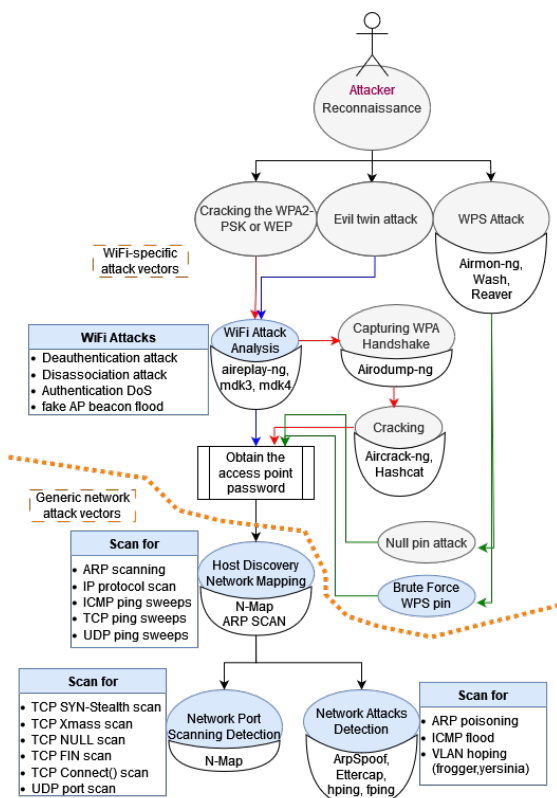 Attacker
Reconnaissance
Cracking the WPA2-
PSK or WEP
Evil twin attack
WPS Attack
Airmon-ng,
Wash,
Reaver
WiFi-specific
attack vectors
WiFi Attacks
• Deauthentication attack
• Disassociation attack
• Authentication DoS
• fake AP beacon flood
WiFi Attack
Analysis
aireplay-ng,
mdk3, mdk4
Capturing WPA
Handshake
Airodump-ng
Cracking
Aircrack-ng,
Hashcat
Obtain the
access point
password
Generic network
attack vectors
Null pin attack
Brute Force
WPS pin
Scan for
• ARP scanning
• IP protocol scan
• ICMP ping sweeps
• TCP ping sweeps
• UDP ping sweeps
Host Discovery
Network Mapping
N-Map
ARP SCAN
Scan for
• TCP SYN-Stealth scan
• TCP Xmass scan
• TCP NULL scan
• TCP FIN scan
• TCP Connect() scan
• UDP port scan
Network Port
Scanning Detection
N-Map
Network Attacks
Detection
ArpSpoof,
Ettercap,
hping, fping
Scan for
• ARP poisoning
• ICMP flood
• VLAN hoping
(frogger,yersinia)